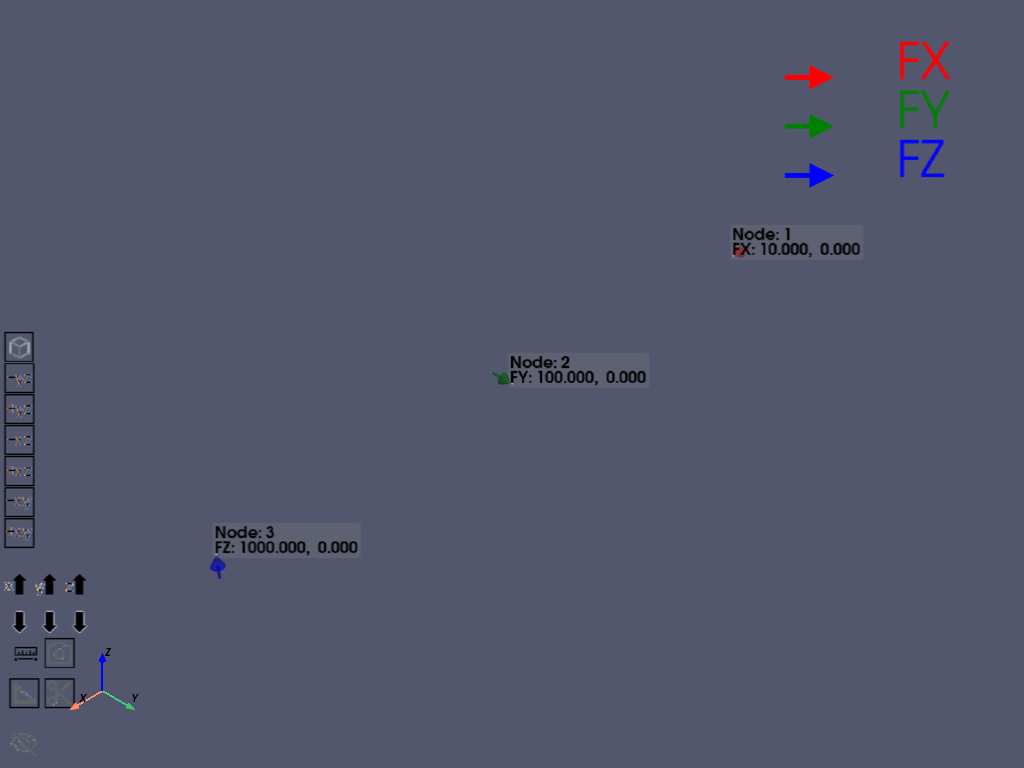 FX
FY
FZ
Node: 1
FX: 10.000, 0.000
Node: 2
FY: 100.000, 0.000
Node: 3
FZ: 1000.000, 0.000
-yz
+yz
-xz
+xz
-xy
+xy
x y z
Z
X Y